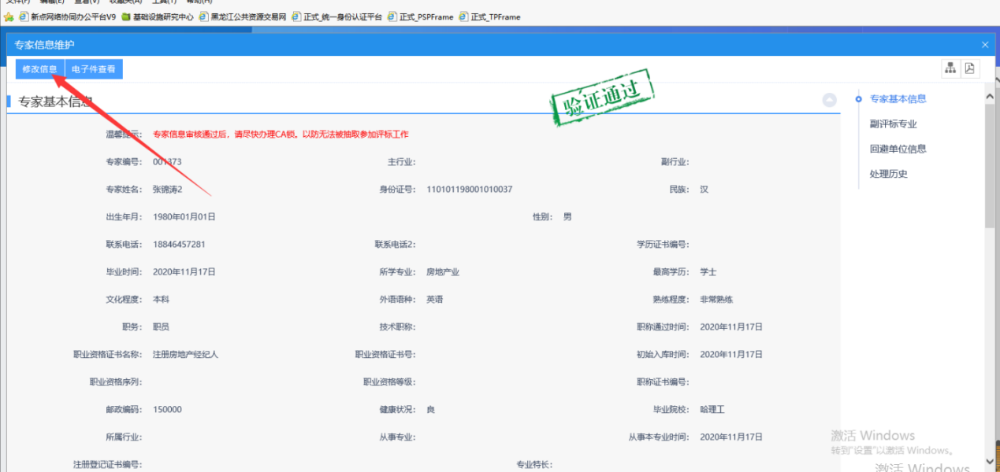 文件(F) 编辑(E) 查看(V) 收藏夹(A) 工具(T) 帮助(H)
新点网络协同办公平台V9 基础设施研究中心 黑龙江公共资源交易网 正式_统一身份认证平台 正式_PSPFrame 正式_TPFrame
专家信息维护
修改信息 电子件查看
专家基本信息
验证通过
温馨提示: 专家信息审核通过后，请尽快办理CA锁。以防无法被抽取参加评标工作
专家编号: 001373 主行业: 副行业:
专家姓名: 张锦涛2 身份证号: 110101198001010037 民族: 汉
出生年月: 1980年01月01日 性别: 男
联系电话: 18846457281 联系电话2: 学历证书编号:
毕业时间: 2020年11月17日 所学专业: 房地产业 最高学历: 学士
文化程度: 本科 外语语种: 英语 熟练程度: 非常熟练
职务: 职员 技术职称: 职称通过时间: 2020年11月17日
职业资格证书名称: 注册房地产经纪人 职业资格证书号: 初始入库时间: 2020年11月17日
职业资格序列: 职业资格等级: 职称证书编号:
邮政编码: 150000 健康状况: 良 毕业院校: 哈理工
所属行业: 从事专业: 从事本专业时间: 2020年11月17日
注册登记证书编号: 专业特长:
专家基本信息
副评标专业
回避单位信息
处理历史
激活 Windows
转到"设置"以激活 Windows。
激活 Windows